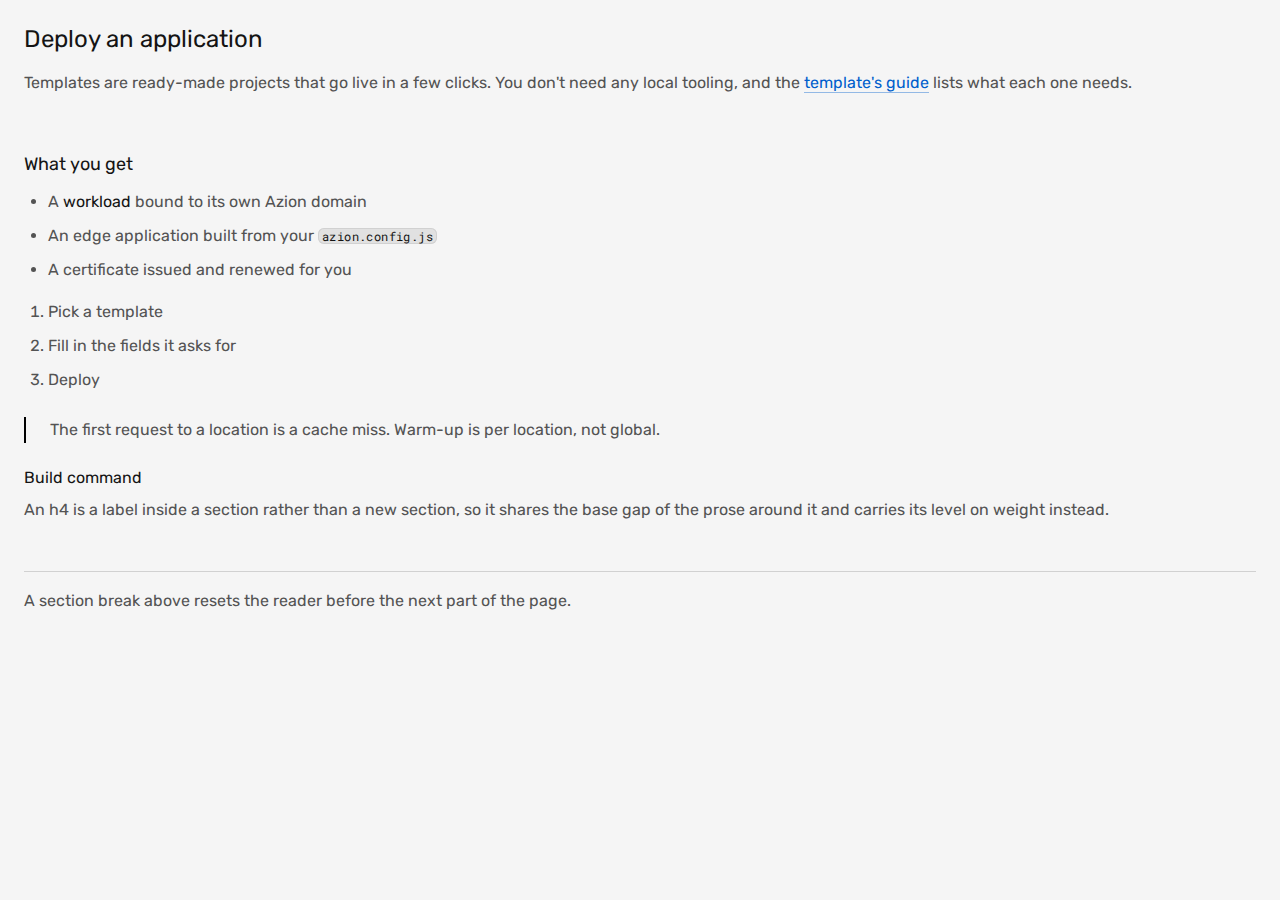 Deploy an application
Templates are ready-made projects that go live in a few clicks. You don't need any local tooling, and the template's guide lists what each one needs.
What you get
• A workload bound to its own Azion domain
• An edge application built from your azion.config.js
• A certificate issued and renewed for you
1. Pick a template
2. Fill in the fields it asks for
3. Deploy
The first request to a location is a cache miss. Warm-up is per location, not global.
Build command
An h4 is a label inside a section rather than a new section, so it shares the base gap of the prose around it and carries its level on weight instead.
A section break above resets the reader before the next part of the page.